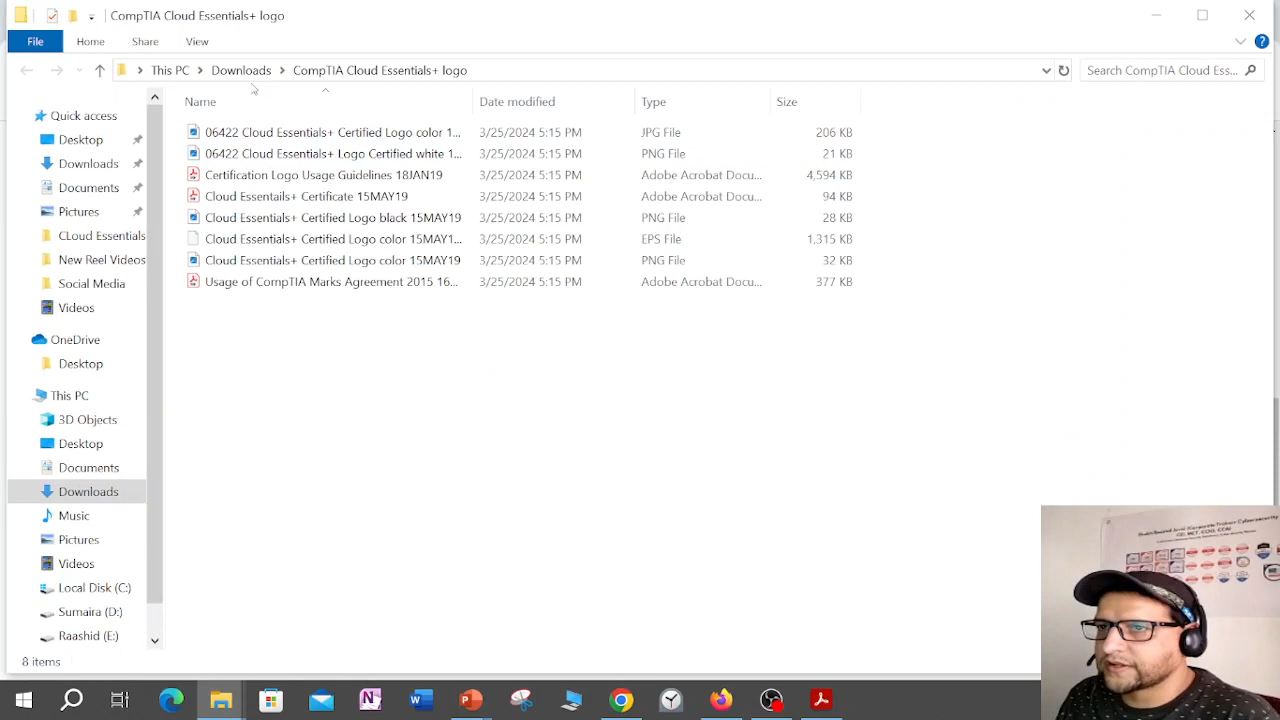 CompTIA Cloud Essentials+ logo
File Home Share View
This PC Downloads CompTIA Cloud Essentials+ logo
Search CompTIA Cloud Ess...
Name Date modified Type Size
06422 Cloud Essentials+ Certified Logo color 1... 3/25/2024 5:15 PM JPG File 206 KB
06422 Cloud Essentials+ Logo Certified white 1... 3/25/2024 5:15 PM PNG File 21 KB
Certification Logo Usage Guidelines 18JAN19 3/25/2024 5:15 PM Adobe Acrobat Docu... 4,594 KB
Cloud Essentails+ Certificate 15MAY19 3/25/2024 5:15 PM Adobe Acrobat Docu... 94 KB
Cloud Essentials+ Certified Logo black 15MAY19 3/25/2024 5:15 PM PNG File 28 KB
Cloud Essentials+ Certified Logo color 15MAY1... 3/25/2024 5:15 PM EPS File 1,315 KB
Cloud Essentials+ Certified Logo color 15MAY19 3/25/2024 5:15 PM PNG File 32 KB
Usage of CompTIA Marks Agreement 2015 16... 3/25/2024 5:15 PM Adobe Acrobat Docu... 377 KB
Quick access
Desktop
Downloads
Documents
Pictures
CLoud Essentials
New Reel Videos
Social Media
Videos
OneDrive
Desktop
This PC
3D Objects
Desktop
Documents
Downloads
Music
Pictures
Videos
Local Disk (C:)
Sumaira (D:)
Raashid (E:)
8 items